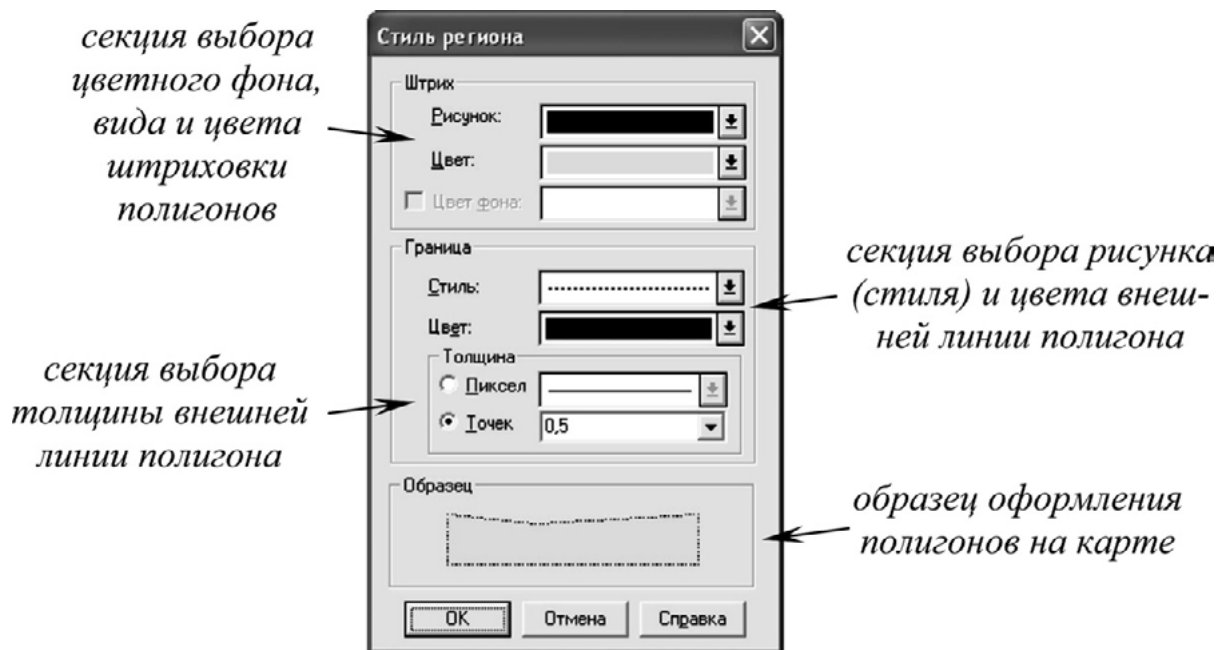 секция выбора
цветного фона,
вида и цвета
штриховки
полигонов
Стиль региона
Штрих
Рисунок:
Цвет:
Цвет фона:
Граница
Стиль:
Цвет:
Толщина
Пиксел
Точек
0,5
секция выбора рисунка
(стиля) и цвета внеш-
ней линии полигона
секция выбора
толщины внешней
линии полигона
Образец
образец оформления
полигонов на карте
OK
Отмена
Справка